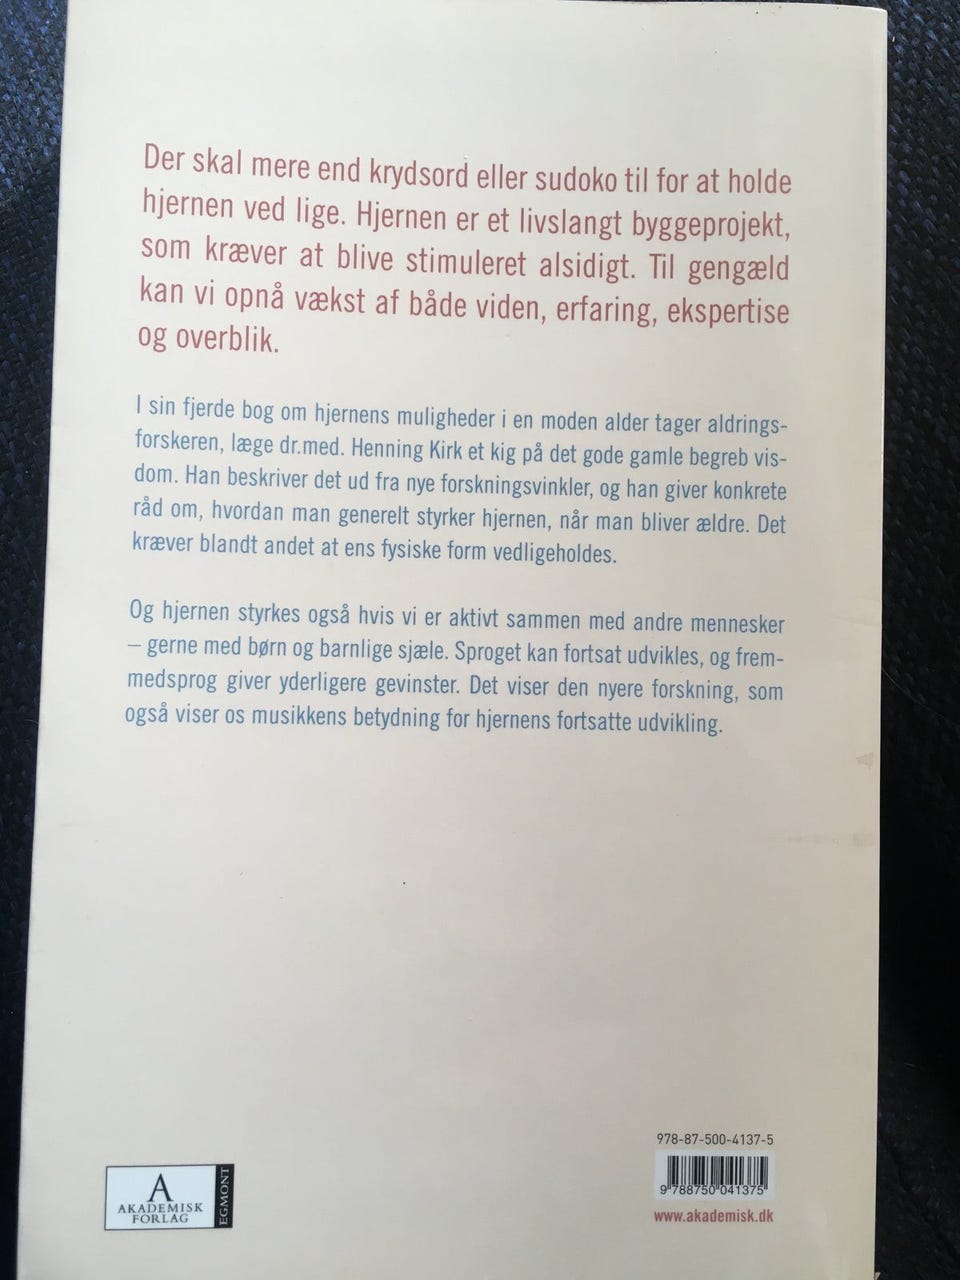 Der skal mere end krydsord eller sudoko til for at holde
hjernen ved lige. Hjernen er et livslangt byggeprojekt,
som kræver at blive stimuleret alsidigt. Til gengæld
kan vi opnå vækst af både viden, erfaring, ekspertise
og overblik.
I sin fjerde bog om hjernens muligheder i en moden alder tager aldrings-
forskeren, læge dr.med. Henning Kirk et kig på det gode gamle begreb vis-
dom. Han beskriver det ud fra nye forskningsvinkler, og han giver konkrete
råd om, hvordan man generelt styrker hjernen, når man bliver ældre. Det
kræver blandt andet at ens fysiske form vedligeholdes.
Og hjernen styrkes også hvis vi er aktivt sammen med andre mennesker
– gerne med børn og barnlige sjæle. Sproget kan fortsat udvikles, og frem-
medsprog giver yderligere gevinster. Det viser den nyere forskning, som
også viser os musikkens betydning for hjernens fortsatte udvikling.
978-87-500-4137-5
9 788750 041375
www.akademisk.dk
A
AKADEMISK
FORLAG
EGMONT